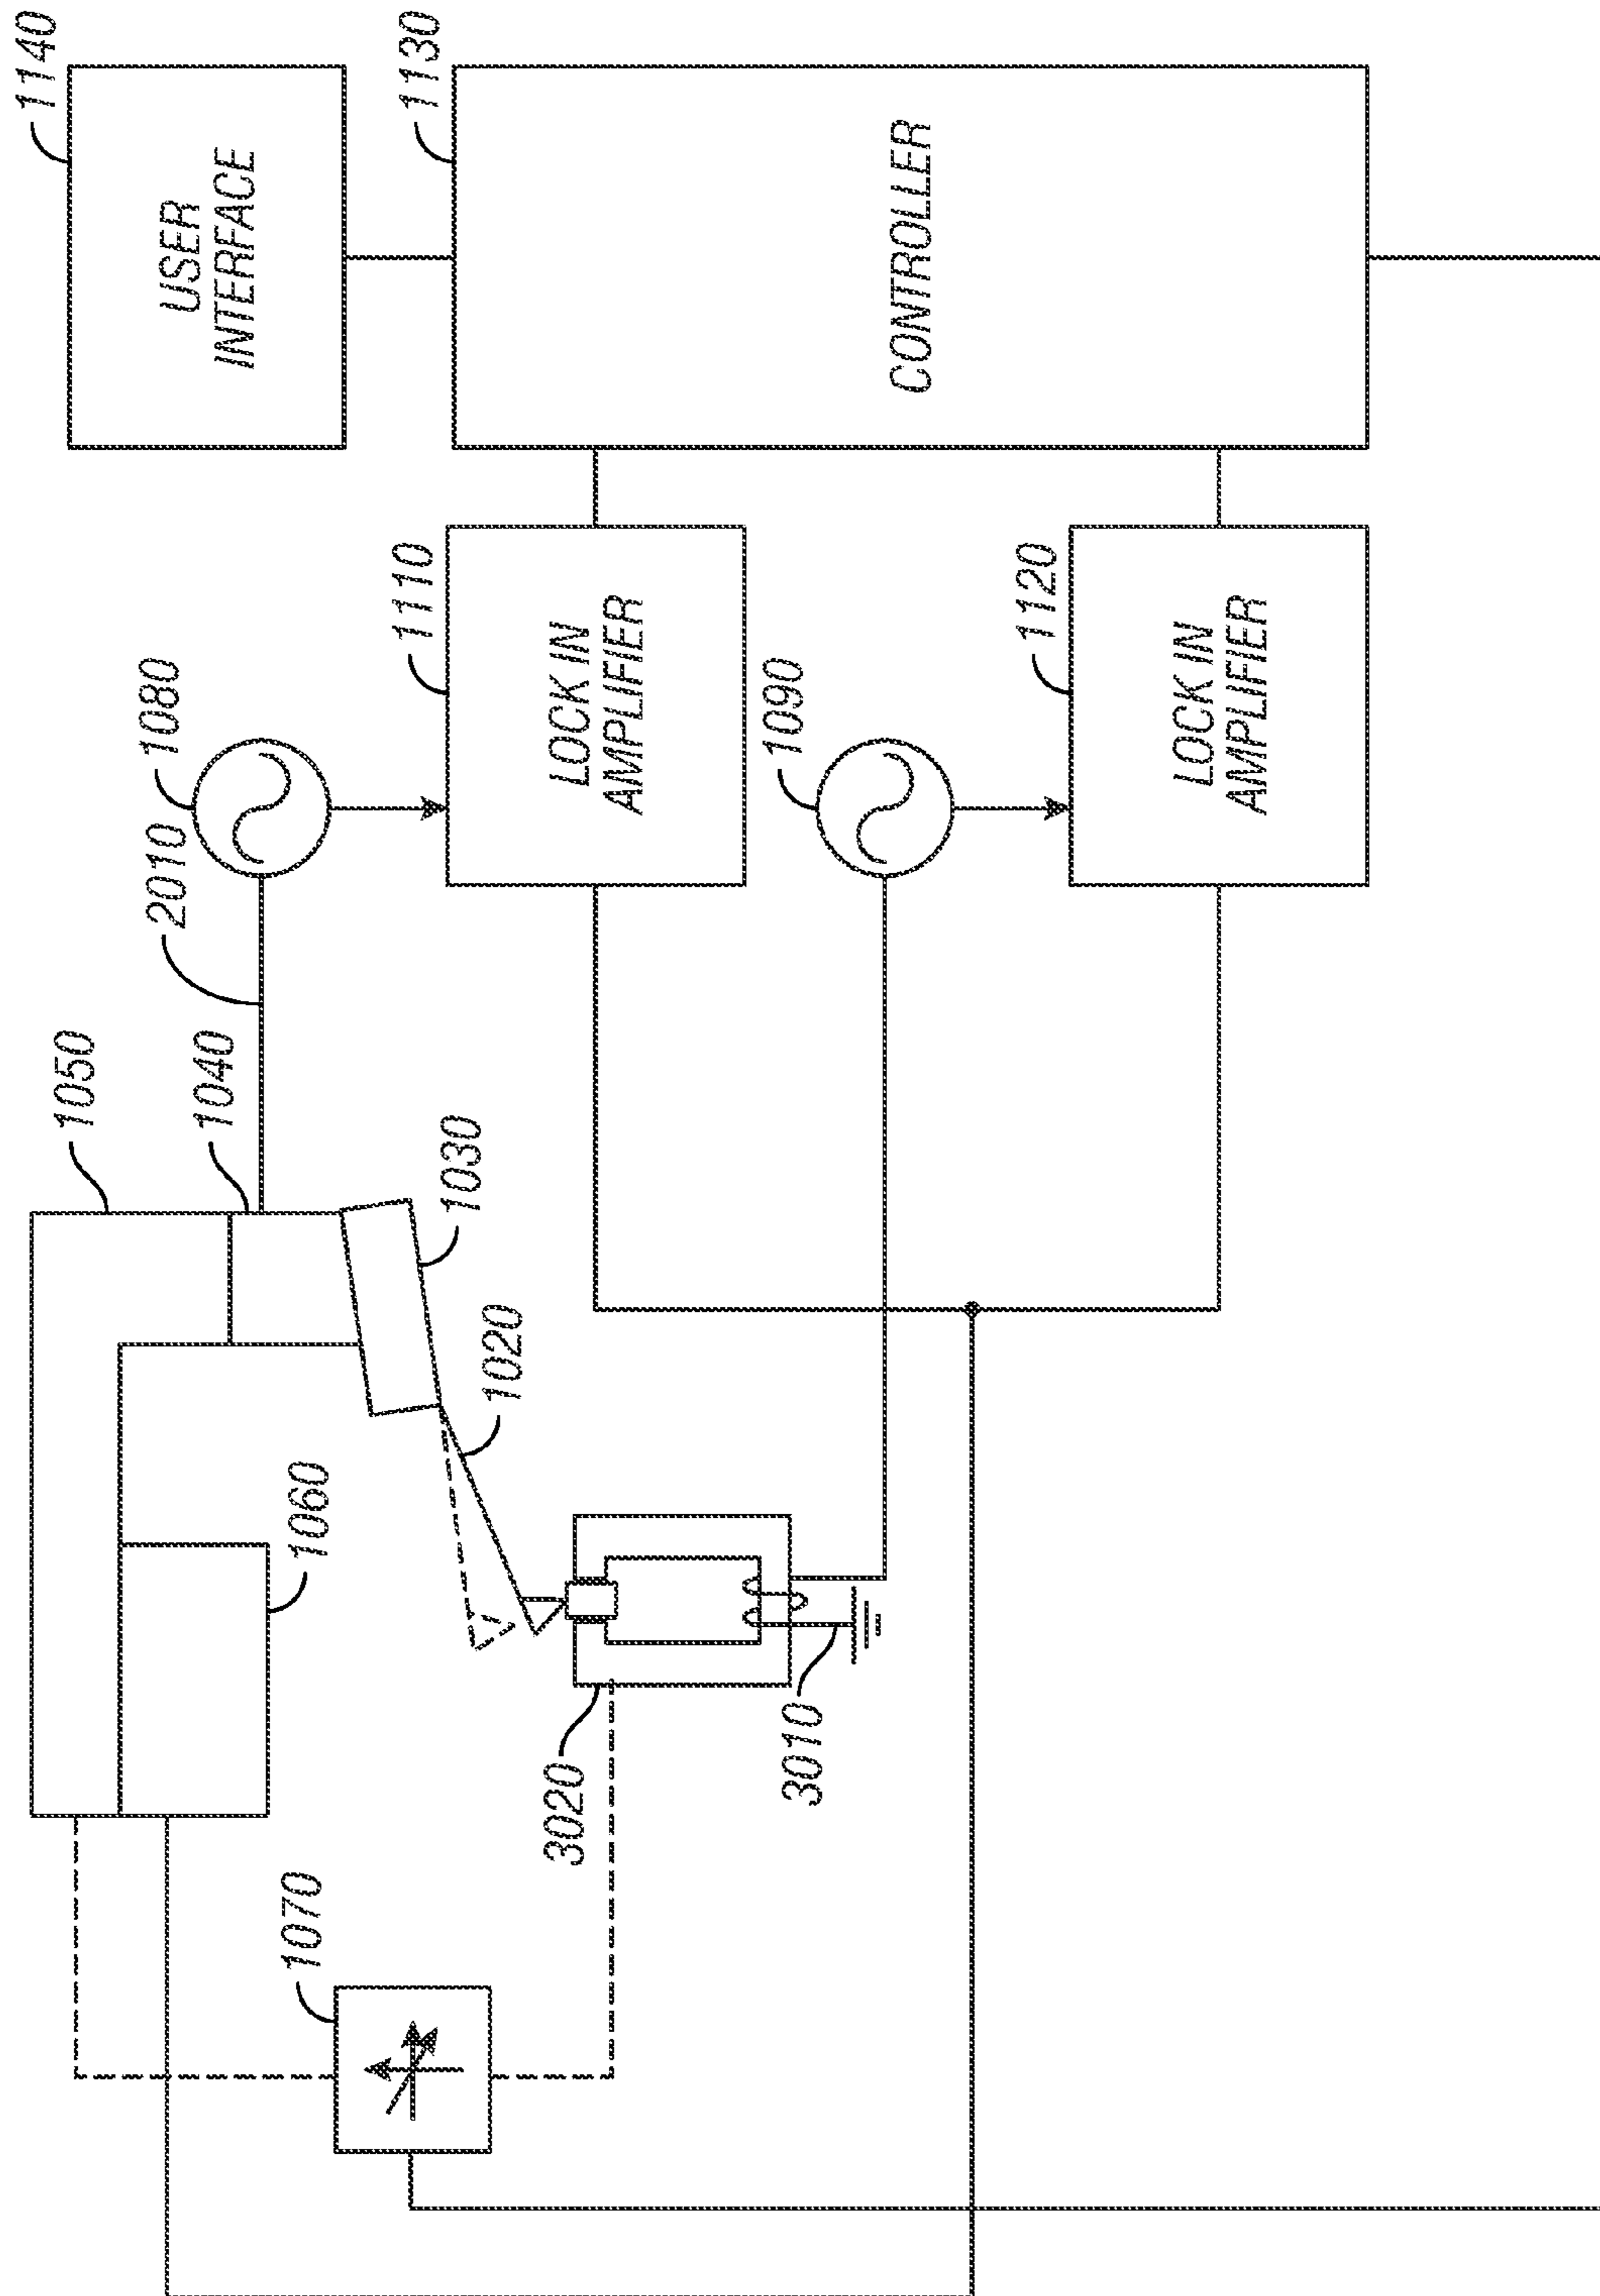 1050
1040
2010
1080
1140
USER
INTERFACE
1060
1030
1020
1070
1110
LOCK IN
AMPLIFIER
1130
CONTROLLER
3020
3010
1090
1120
LOCK IN
AMPLIFIER